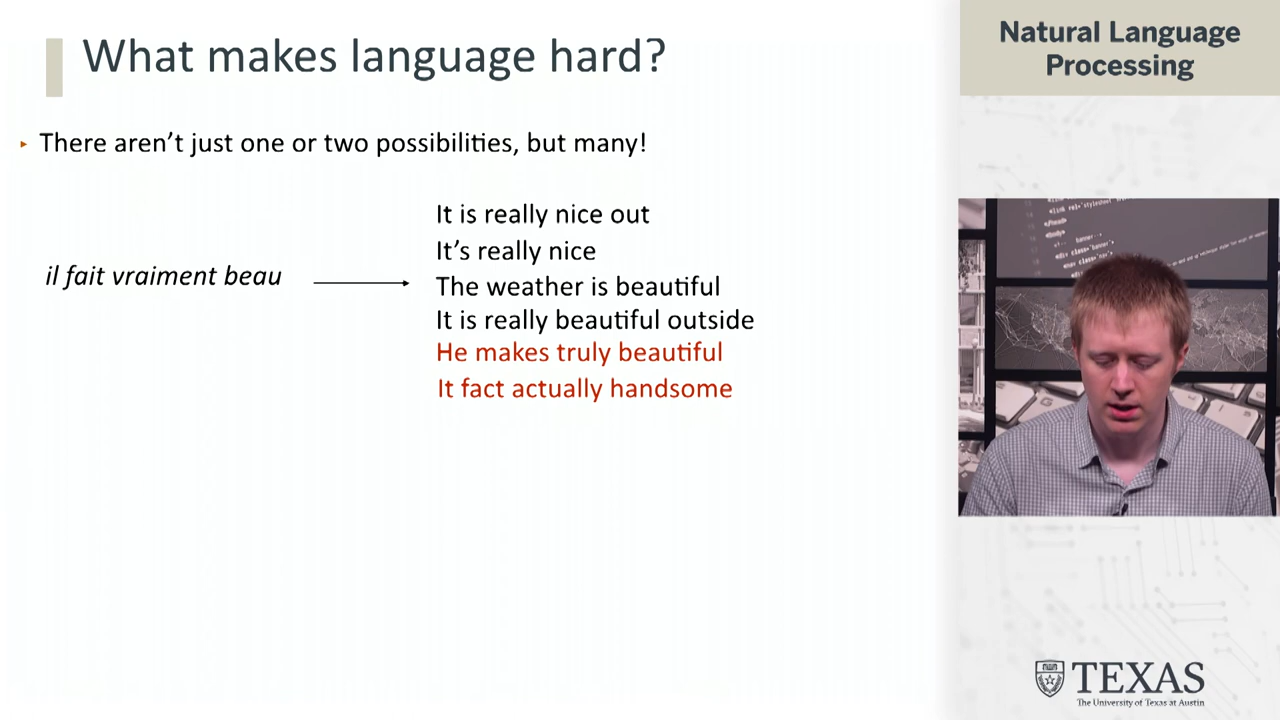 What makes language hard?
▸ There aren't just one or two possibilities, but many!
il fait vraiment beau
It is really nice out
It's really nice
The weather is beautiful
It is really beautiful outside
He makes truly beautiful
It fact actually handsome
Natural Language
Processing
TEXAS
The University of Texas at Austin